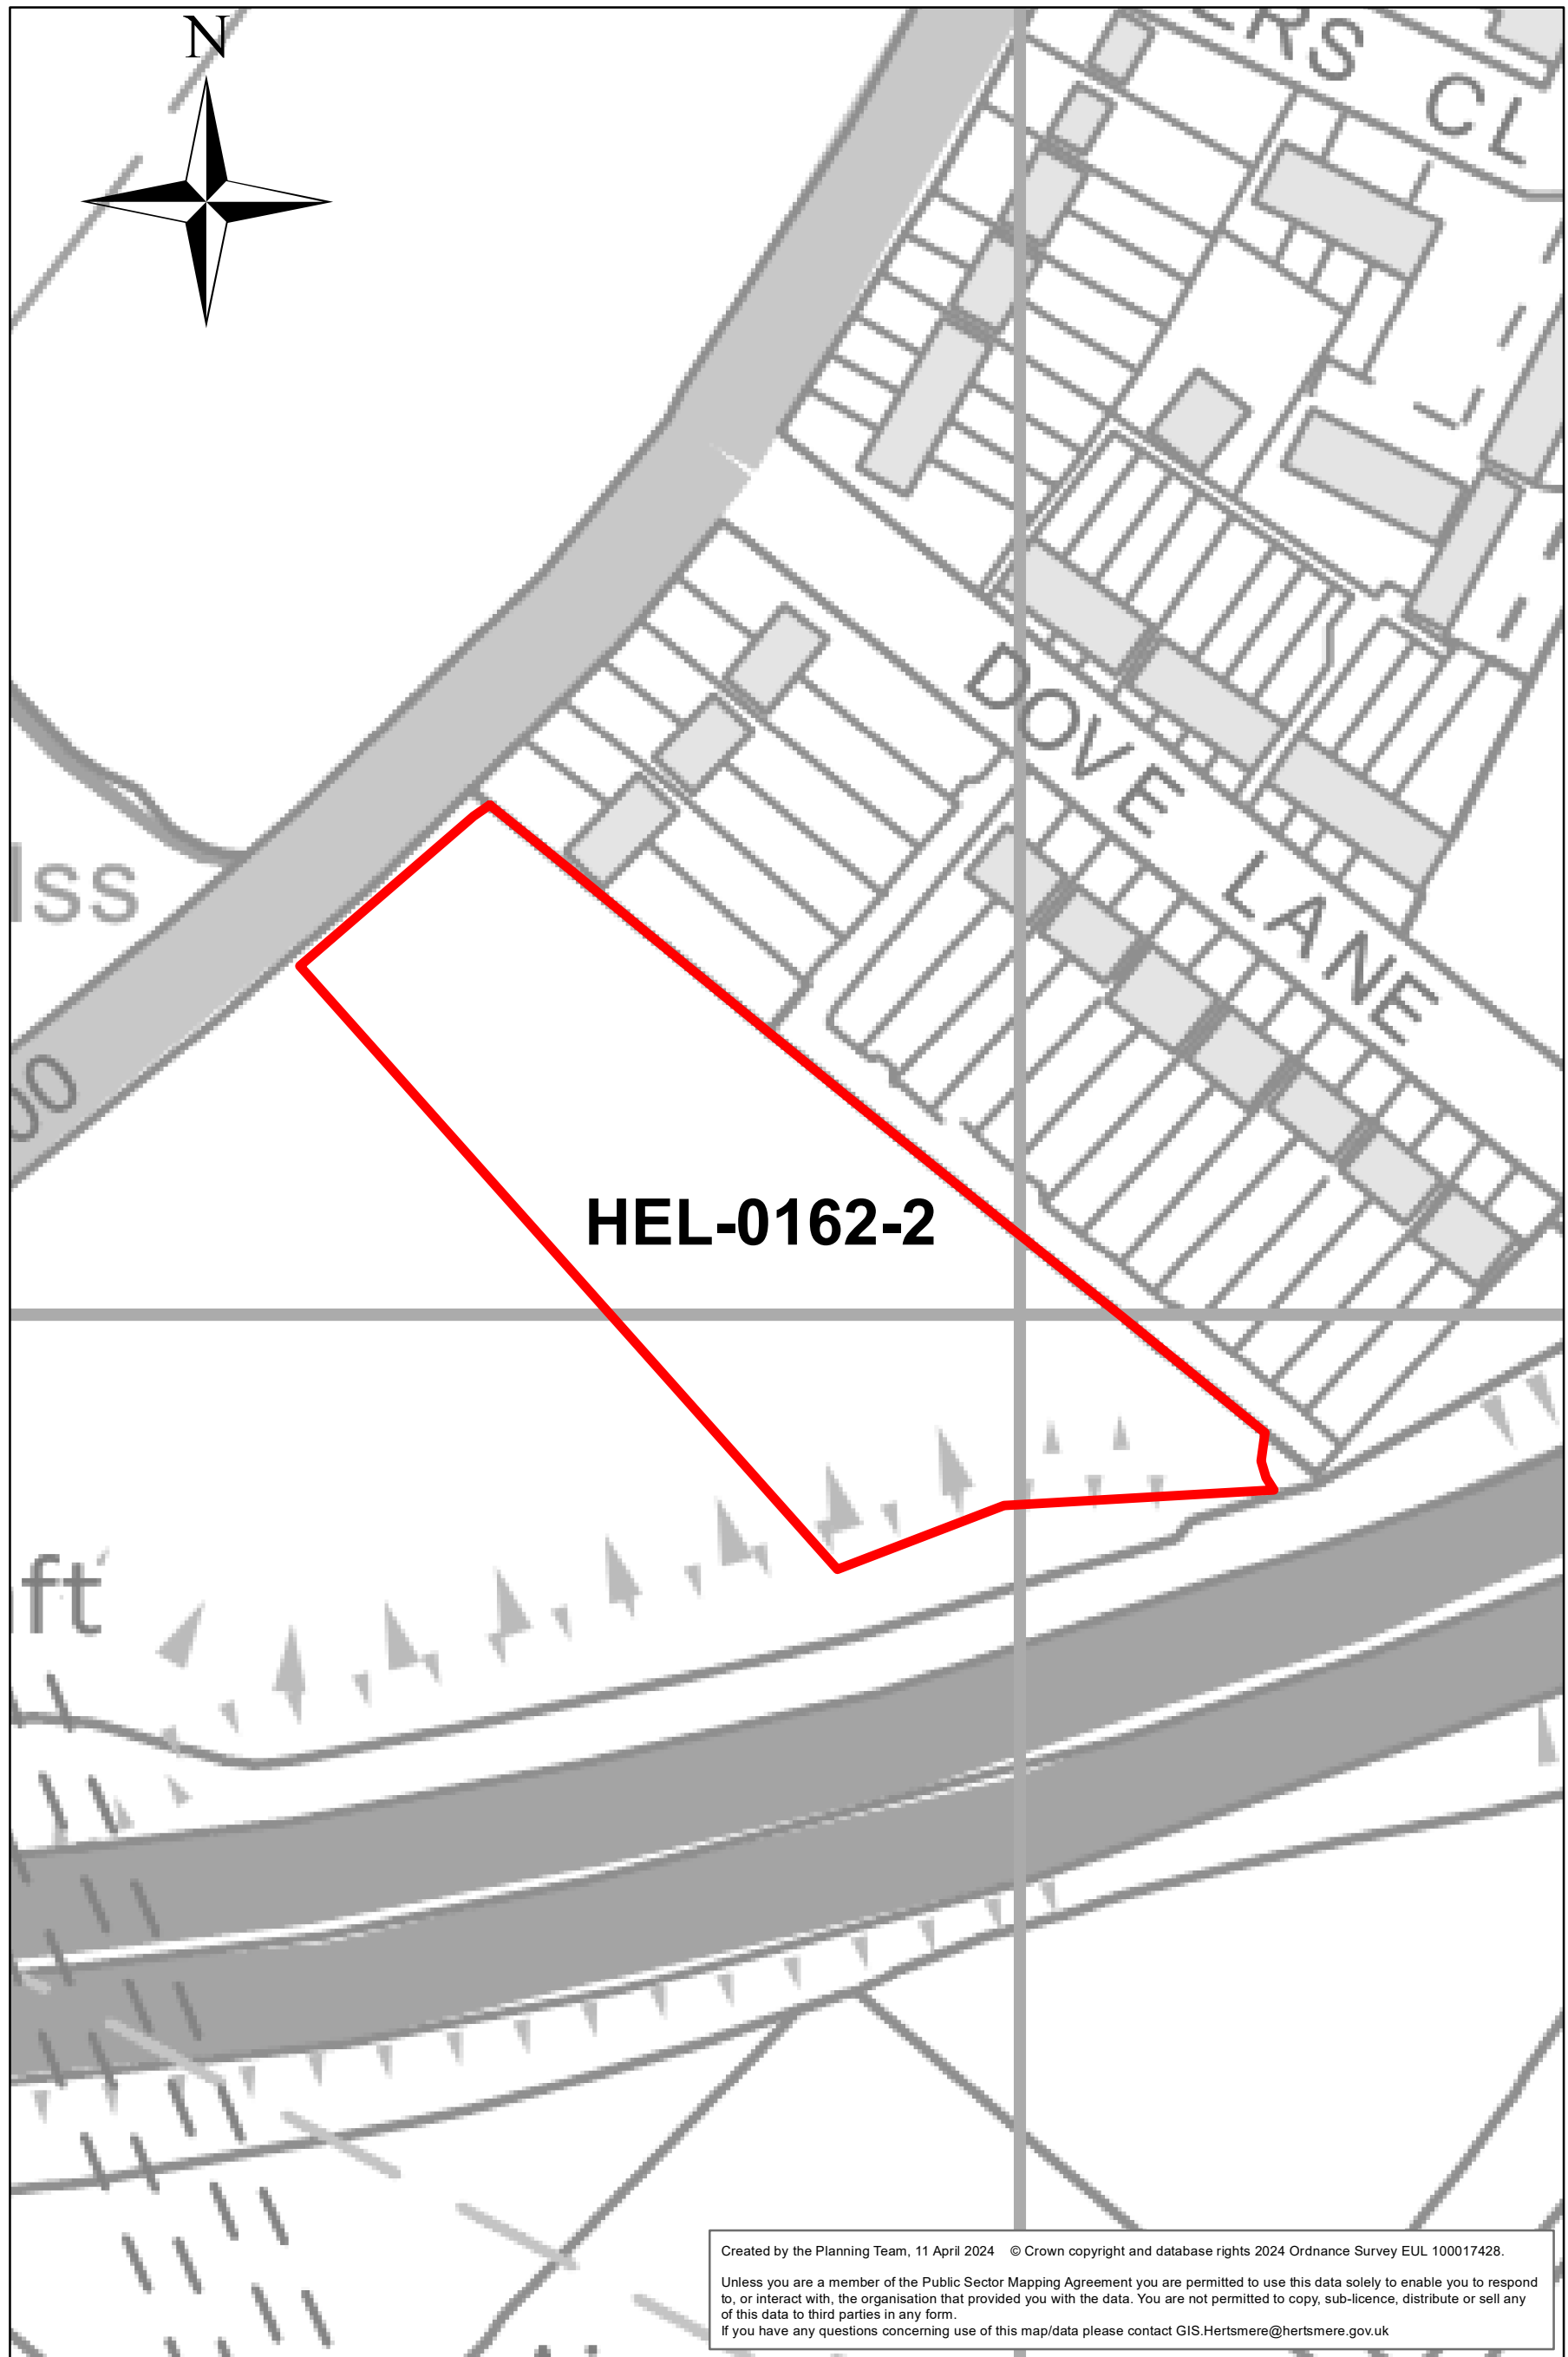 N
ERS CL
DOVE LANE
lss
00
HEL-0162-2
ft
Created by the Planning Team, 11 April 2024 © Crown copyright and database rights 2024 Ordnance Survey EUL 100017428.
Unless you are a member of the Public Sector Mapping Agreement you are permitted to use this data solely to enable you to respond
to, or interact with, the organisation that provided you with the data. You are not permitted to copy, sub-licence, distribute or sell any
of this data to third parties in any form.
If you have any questions concerning use of this map/data please contact GIS.Hertsmere@hertsmere.gov.uk